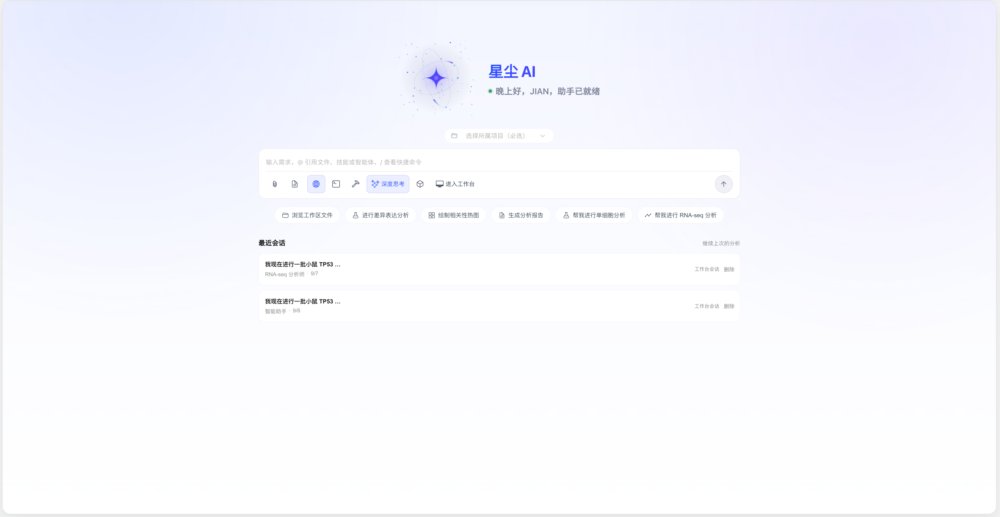 星尘 AI
晚上好，JIAN，助手已就绪
选择所属项目（必选）
输入需求，@ 引用文件、技能或智能体，/ 查看快捷命令
深度思考
进入工作台
浏览工作区文件
进行差异表达分析
绘制相关性热图
生成分析报告
帮我进行单细胞分析
帮我进行 RNA-seq 分析
最近会话
继续上次的分析
我现在进行一批小鼠 TP53 ...
RNA-seq 分析师 · 9/7
工作台会话 删除
我现在进行一批小鼠 TP53 ...
智能助手 · 9/6
工作台会话 删除